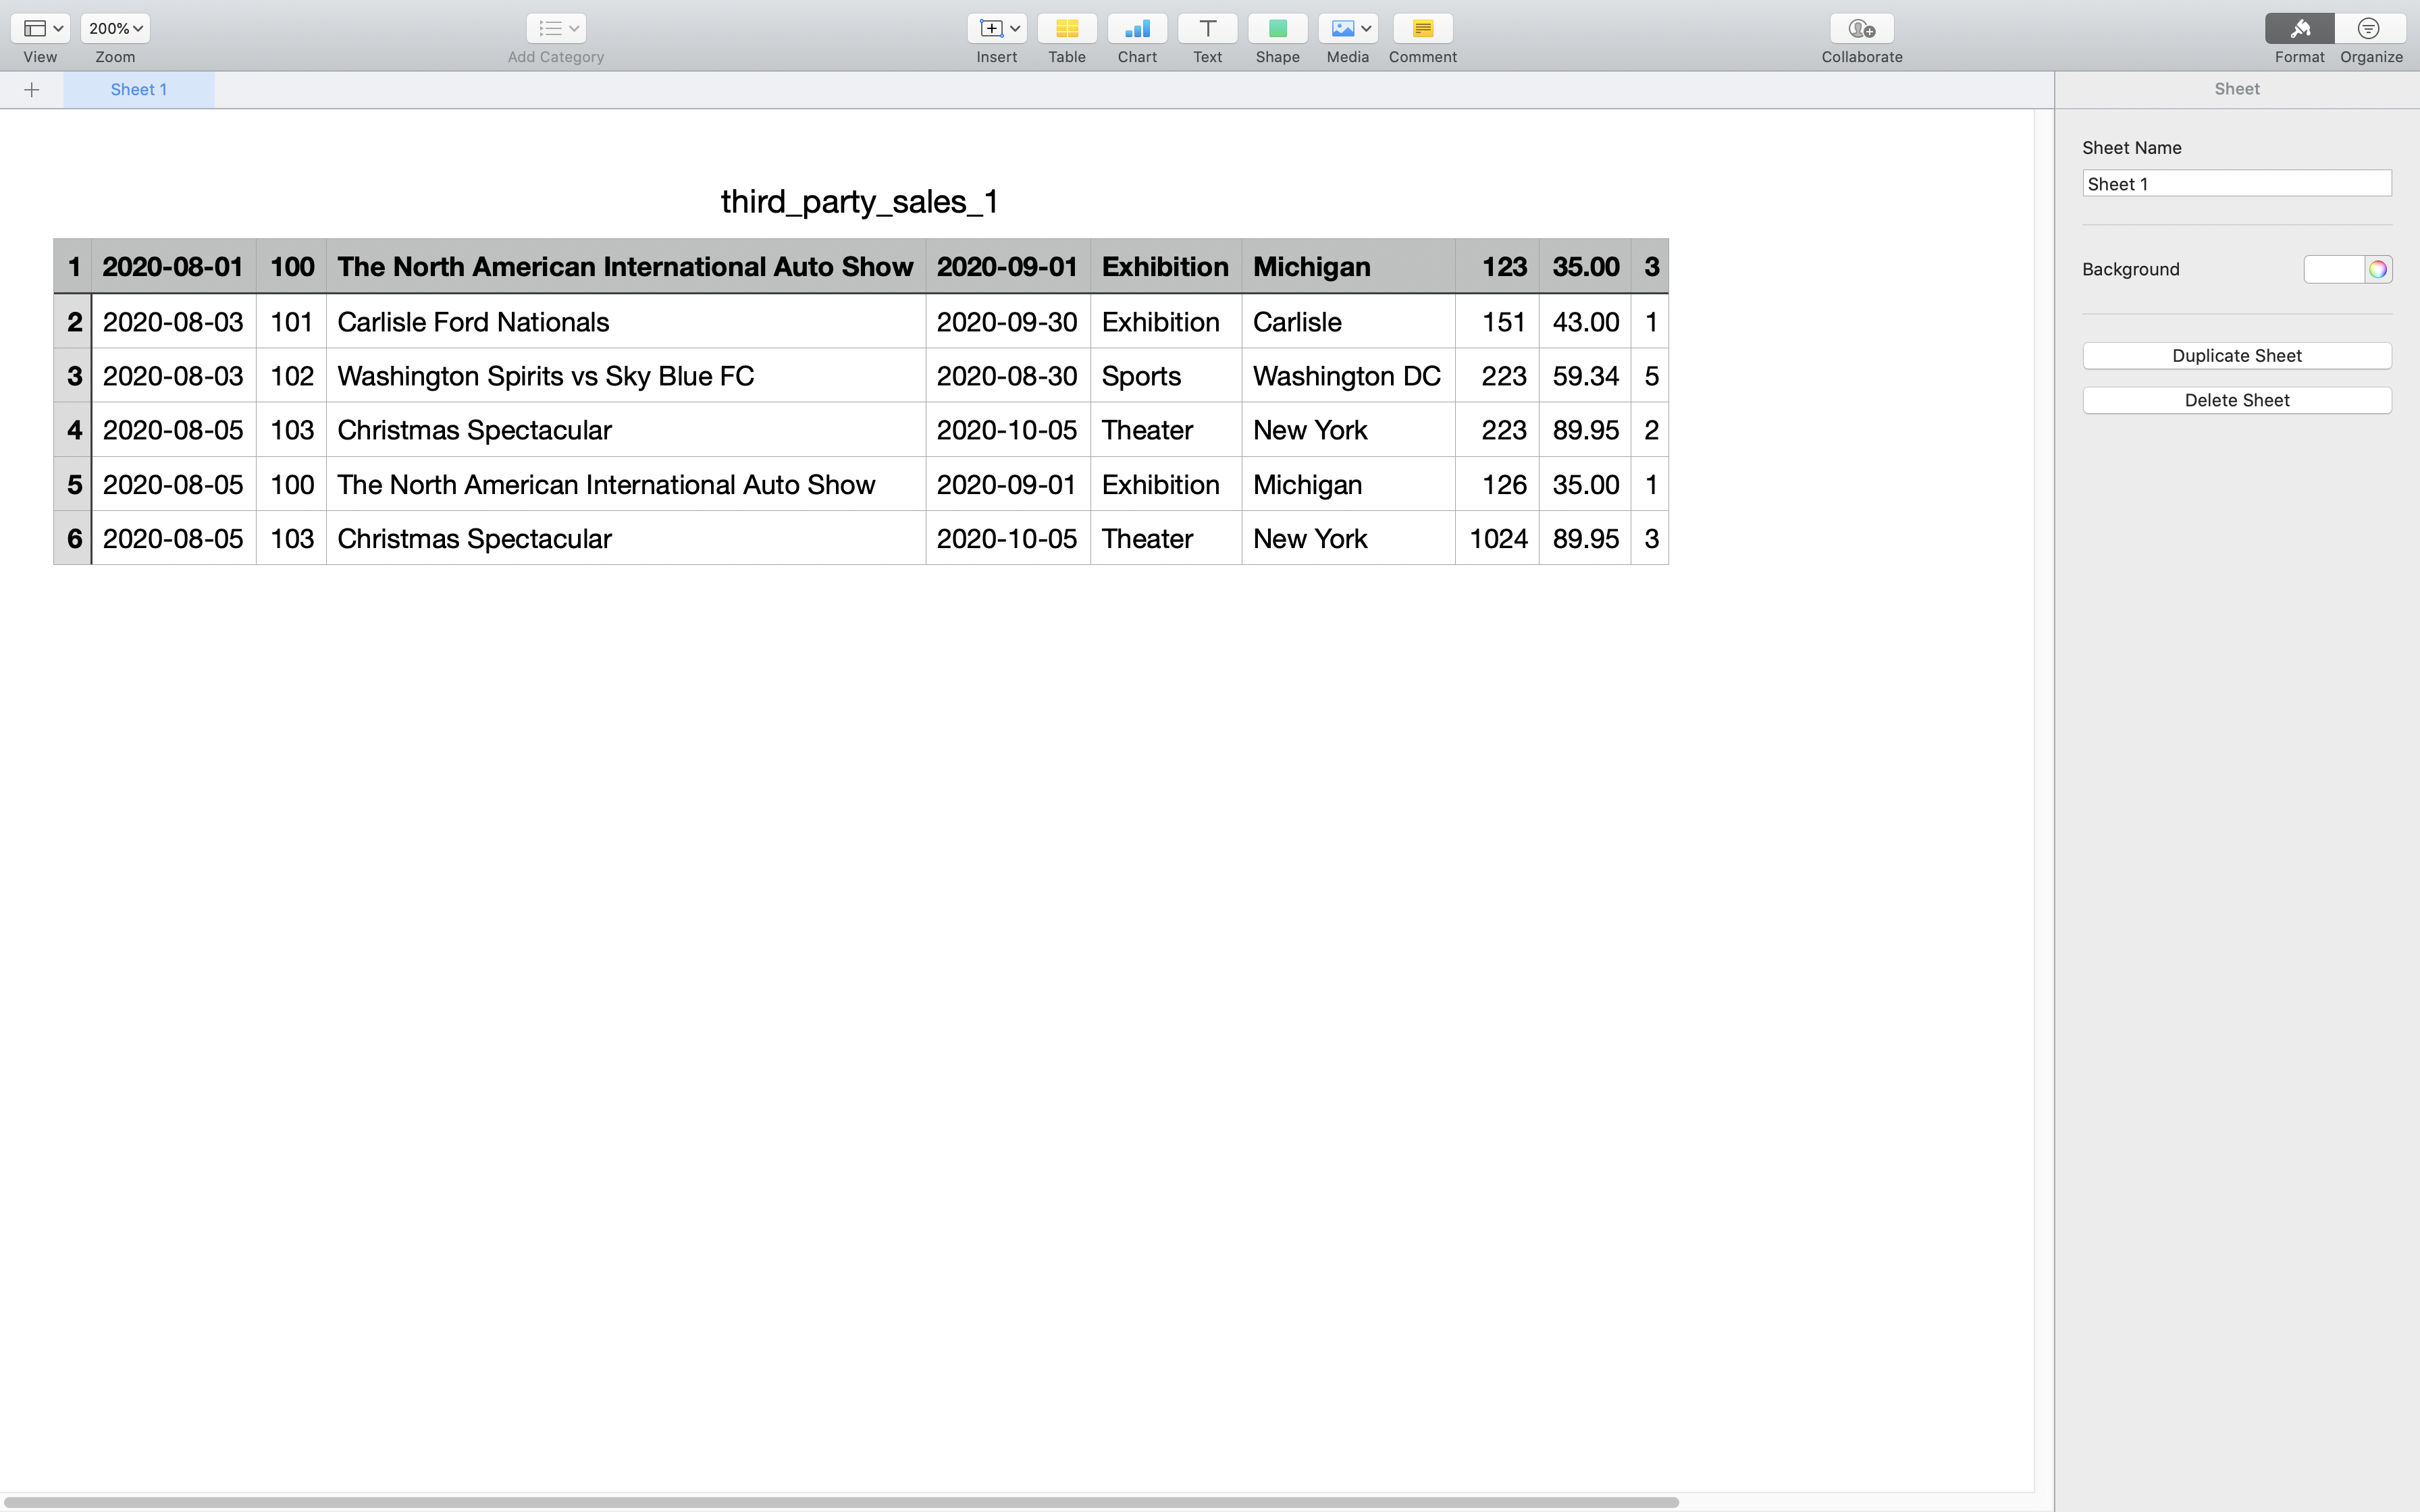 200%
View Zoom Add Category Insert Table Chart Text Shape Media Comment Collaborate Format Organize
Sheet 1
Sheet
Sheet Name
Sheet 1
Background
Duplicate Sheet
Delete Sheet
third_party_sales_1
1 2020-08-01 100 The North American International Auto Show 2020-09-01 Exhibition Michigan 123 35.00 3
2 2020-08-03 101 Carlisle Ford Nationals 2020-09-30 Exhibition Carlisle 151 43.00 1
3 2020-08-03 102 Washington Spirits vs Sky Blue FC 2020-08-30 Sports Washington DC 223 59.34 5
4 2020-08-05 103 Christmas Spectacular 2020-10-05 Theater New York 223 89.95 2
5 2020-08-05 100 The North American International Auto Show 2020-09-01 Exhibition Michigan 126 35.00 1
6 2020-08-05 103 Christmas Spectacular 2020-10-05 Theater New York 1024 89.95 3